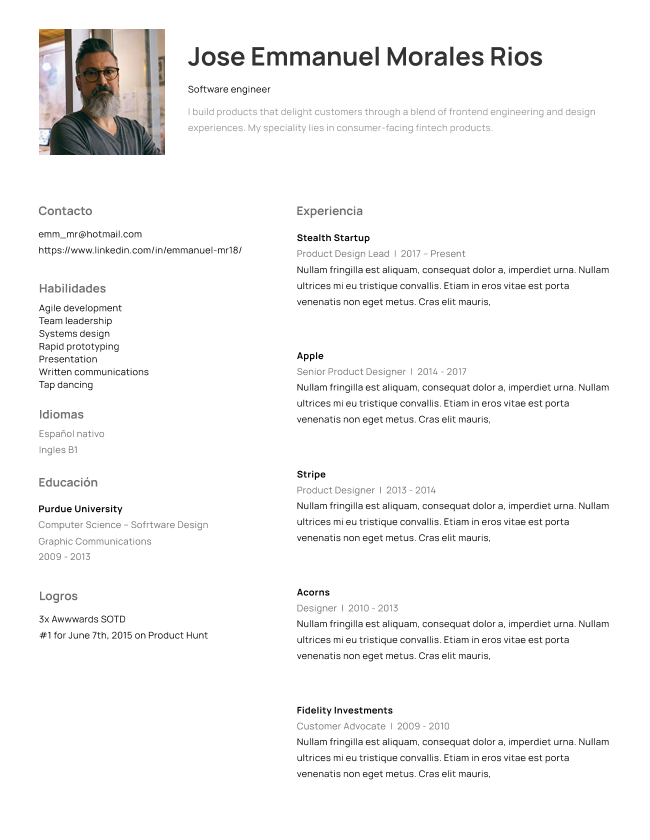 Jose Emmanuel Morales Rios
Software engineer
I build products that delight customers through a blend of frontend engineering and design
experiences. My speciality lies in consumer-facing fintech products.
Contacto
emm_mr@hotmail.com
https://www.linkedin.com/in/emmanuel-mr18/
Habilidades
Agile development
Team leadership
Systems design
Rapid prototyping
Presentation
Written communications
Tap dancing
Idiomas
Español nativo
Ingles B1
Educación
Purdue University
Computer Science – Sofrtware Design
Graphic Communications
2009 - 2013
Logros
3x Awwwards SOTD
#1 for June 7th, 2015 on Product Hunt
Experiencia
Stealth Startup
Product Design Lead | 2017 – Present
Nullam fringilla est aliquam, consequat dolor a, imperdiet urna. Nullam
ultrices mi eu tristique convallis. Etiam in eros vitae est porta
venenatis non eget metus. Cras elit mauris,
Apple
Senior Product Designer | 2014 - 2017
Nullam fringilla est aliquam, consequat dolor a, imperdiet urna. Nullam
ultrices mi eu tristique convallis. Etiam in eros vitae est porta
venenatis non eget metus. Cras elit mauris,
Stripe
Product Designer | 2013 - 2014
Nullam fringilla est aliquam, consequat dolor a, imperdiet urna. Nullam
ultrices mi eu tristique convallis. Etiam in eros vitae est porta
venenatis non eget metus. Cras elit mauris,
Acorns
Designer | 2010 - 2013
Nullam fringilla est aliquam, consequat dolor a, imperdiet urna. Nullam
ultrices mi eu tristique convallis. Etiam in eros vitae est porta
venenatis non eget metus. Cras elit mauris,
Fidelity Investments
Customer Advocate | 2009 - 2010
Nullam fringilla est aliquam, consequat dolor a, imperdiet urna. Nullam
ultrices mi eu tristique convallis. Etiam in eros vitae est porta
venenatis non eget metus. Cras elit mauris,